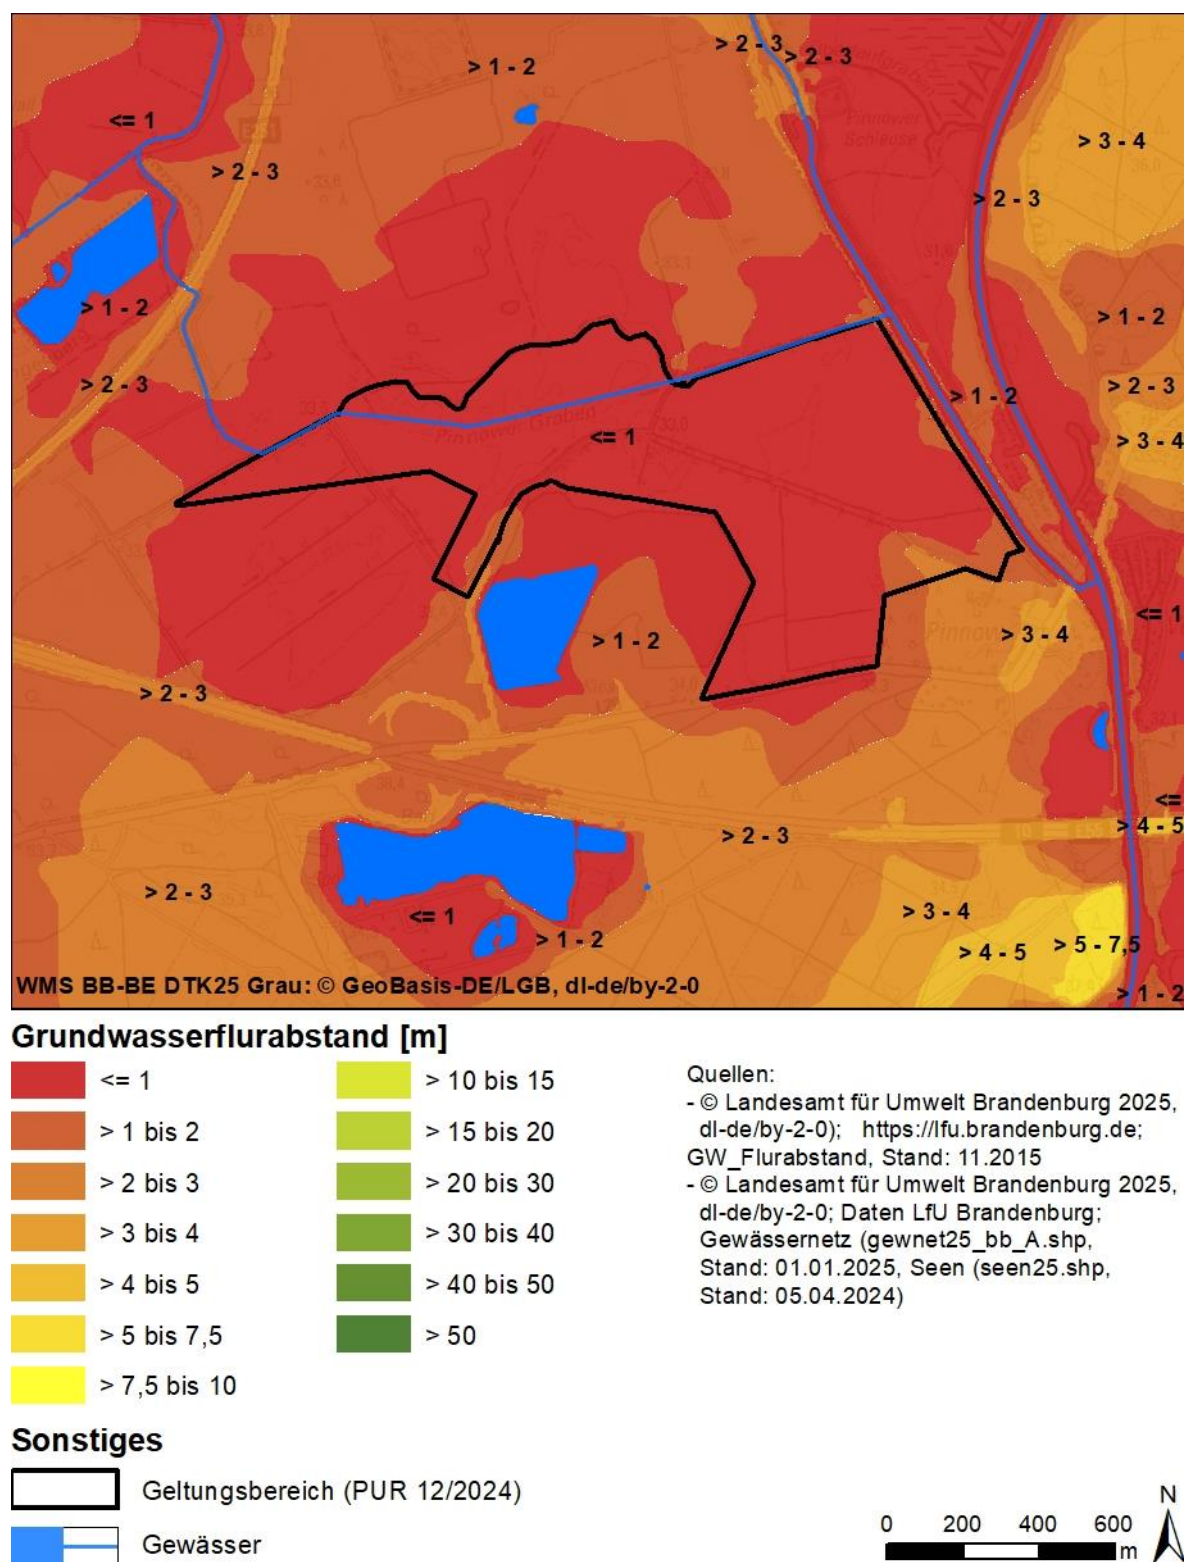 > 2 - 3
> 2 - 3
> 1 - 2
HAVE
Pinnower
Schleuse
<= 1
> 3 - 4
> 2 - 3
> 2 - 3
> 1 - 2
> 1 - 2
> 2 - 3
> 2 - 3
> 1 - 2
Pinnower Graben
<= 1
33,0
> 3 - 4
<= 1
> 1 - 2
Pinnower
> 3 - 4
> 2 - 3
<=
> 4 - 5
> 2 - 3
> 2 - 3
<= 1
> 3 - 4
> 1 - 2
> 4 - 5
> 5 - 7,5
> 1 - 2
WMS BB-BE DTK25 Grau: © GeoBasis-DE/LGB, dl-de/by-2-0
Grundwasserflurabstand [m]
<= 1
> 1 bis 2
> 2 bis 3
> 3 bis 4
> 4 bis 5
> 5 bis 7,5
> 7,5 bis 10
> 10 bis 15
> 15 bis 20
> 20 bis 30
> 30 bis 40
> 40 bis 50
> 50
Quellen:
- © Landesamt für Umwelt Brandenburg 2025,
dl-de/by-2-0); https://lfu.brandenburg.de;
GW_Flurabstand, Stand: 11.2015
- © Landesamt für Umwelt Brandenburg 2025,
dl-de/by-2-0; Daten LfU Brandenburg;
Gewässernetz (gewnet25_bb_A.shp,
Stand: 01.01.2025, Seen (seen25.shp,
Stand: 05.04.2024)
Sonstiges
Geltungsbereich (PUR 12/2024)
Gewässer
0 200 400 600
m
N